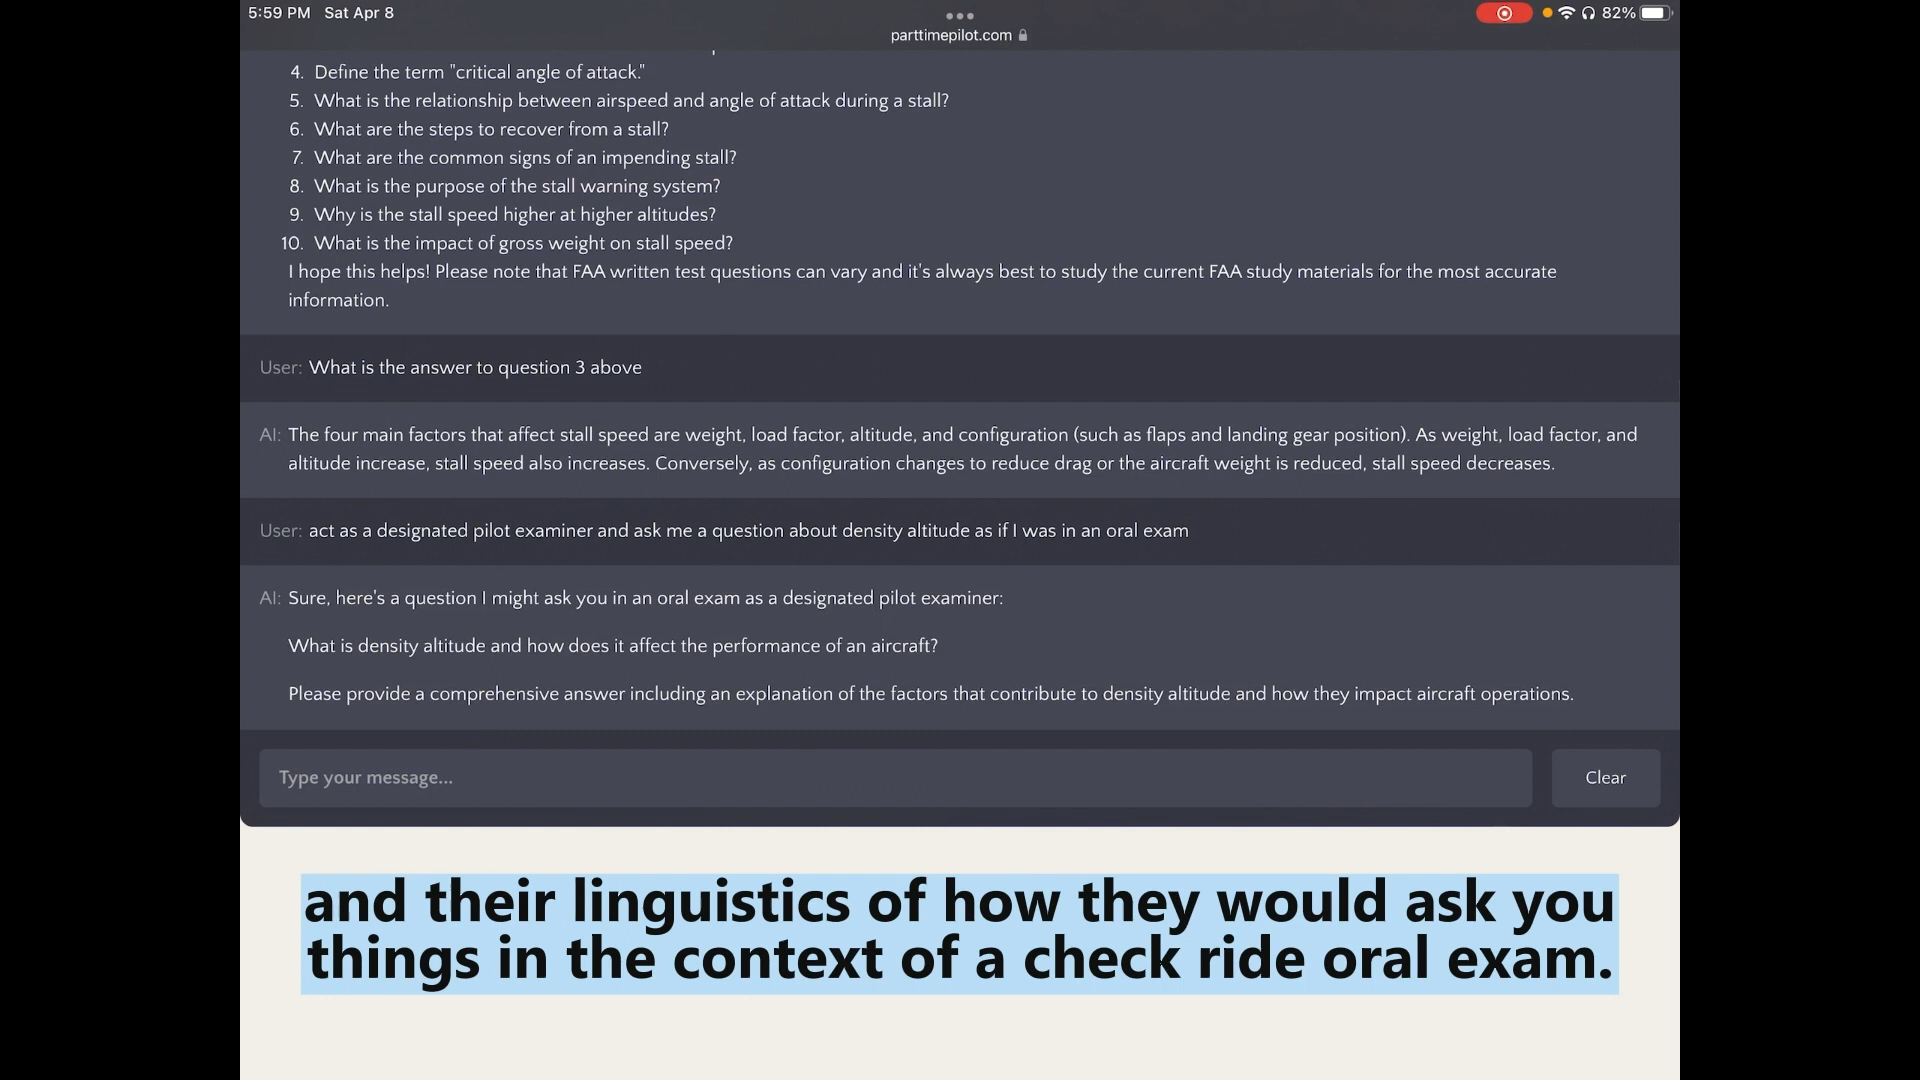 5:59 PM Sat Apr 8
82%
parttimepilot.com
4. Define the term "critical angle of attack."
5. What is the relationship between airspeed and angle of attack during a stall?
6. What are the steps to recover from a stall?
7. What are the common signs of an impending stall?
8. What is the purpose of the stall warning system?
9. Why is the stall speed higher at higher altitudes?
10. What is the impact of gross weight on stall speed?
I hope this helps! Please note that FAA written test questions can vary and it's always best to study the current FAA study materials for the most accurate
information.
User: What is the answer to question 3 above
AI: The four main factors that affect stall speed are weight, load factor, altitude, and configuration (such as flaps and landing gear position). As weight, load factor, and
altitude increase, stall speed also increases. Conversely, as configuration changes to reduce drag or the aircraft weight is reduced, stall speed decreases.
User: act as a designated pilot examiner and ask me a question about density altitude as if I was in an oral exam
AI: Sure, here's a question I might ask you in an oral exam as a designated pilot examiner:
What is density altitude and how does it affect the performance of an aircraft?
Please provide a comprehensive answer including an explanation of the factors that contribute to density altitude and how they impact aircraft operations.
Type your message...
Clear
and their linguistics of how they would ask you
things in the context of a check ride oral exam.